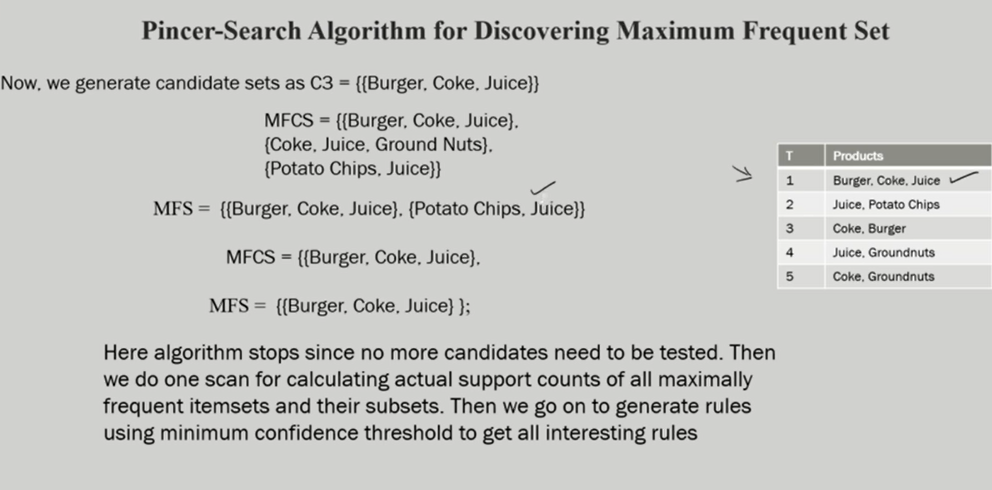 Pincer-Search Algorithm for Discovering Maximum Frequent Set
Now, we generate candidate sets as C3 = {{Burger, Coke, Juice}}
MFCS = {{Burger, Coke, Juice},
{Coke, Juice, Ground Nuts},
{Potato Chips, Juice}}
MFS = {{Burger, Coke, Juice}, {Potato Chips, Juice}}
MFCS = {{Burger, Coke, Juice},
MFS = {{Burger, Coke, Juice} };
Here algorithm stops since no more candidates need to be tested. Then
we do one scan for calculating actual support counts of all maximally
frequent itemsets and their subsets. Then we go on to generate rules
using minimum confidence threshold to get all interesting rules
T Products
1 Burger, Coke, Juice
2 Juice, Potato Chips
3 Coke, Burger
4 Juice, Groundnuts
5 Coke, Groundnuts